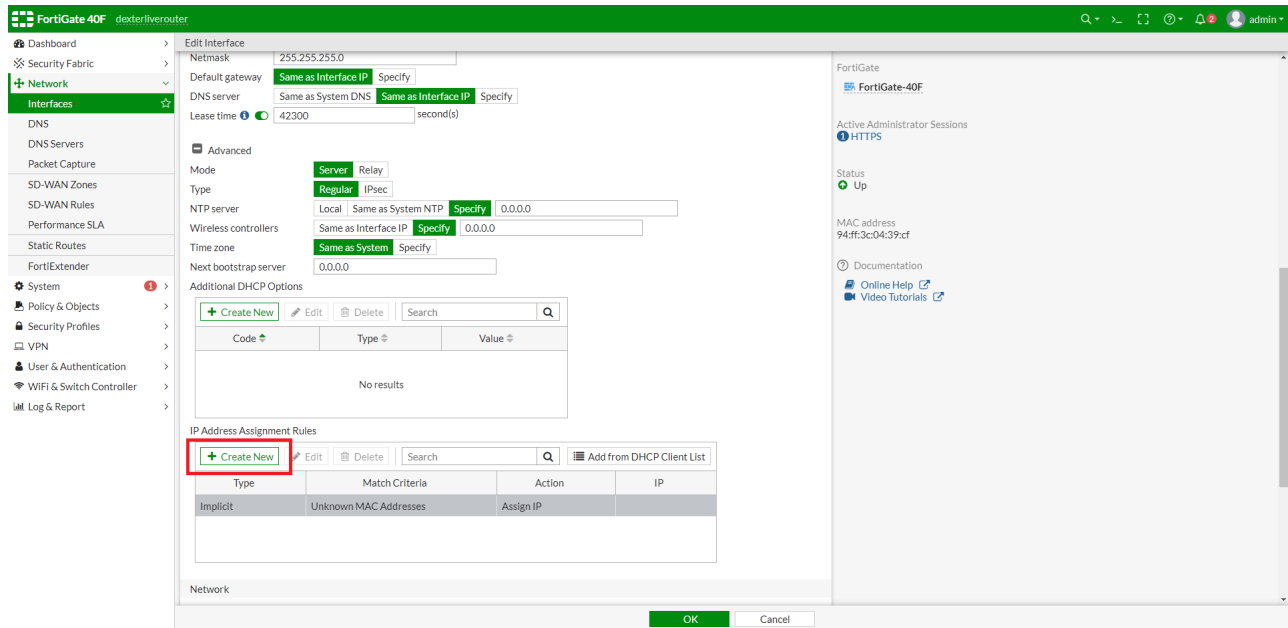 FortiGate 40F dexterliverouter
2 admin
Dashboard
Security Fabric
Network
Interfaces
DNS
DNS Servers
Packet Capture
SD-WAN Zones
SD-WAN Rules
Performance SLA
Static Routes
FortiExtender
System 1
Policy & Objects
Security Profiles
VPN
User & Authentication
WiFi & Switch Controller
Log & Report
Edit Interface
Netmask 255.255.255.0
Default gateway Same as Interface IP Specify
DNS server Same as System DNS Same as Interface IP Specify
Lease time 42300 second(s)
Advanced
Mode Server Relay
Type Regular IPsec
NTP server Local Same as System NTP Specify 0.0.0.0
Wireless controllers Same as Interface IP Specify 0.0.0.0
Time zone Same as System Specify
Next bootstrap server 0.0.0.0
Additional DHCP Options
+ Create New Edit Delete Search
Code Type Value
No results
IP Address Assignment Rules
+ Create New Edit Delete Search Add from DHCP Client List
Type Match Criteria Action IP
Implicit Unknown MAC Addresses Assign IP
Network
OK Cancel
FortiGate
FortiGate-40F
Active Administrator Sessions
1 HTTPS
Status
Up
MAC address
94:ff:3c:04:39:cf
Documentation
Online Help
Video Tutorials